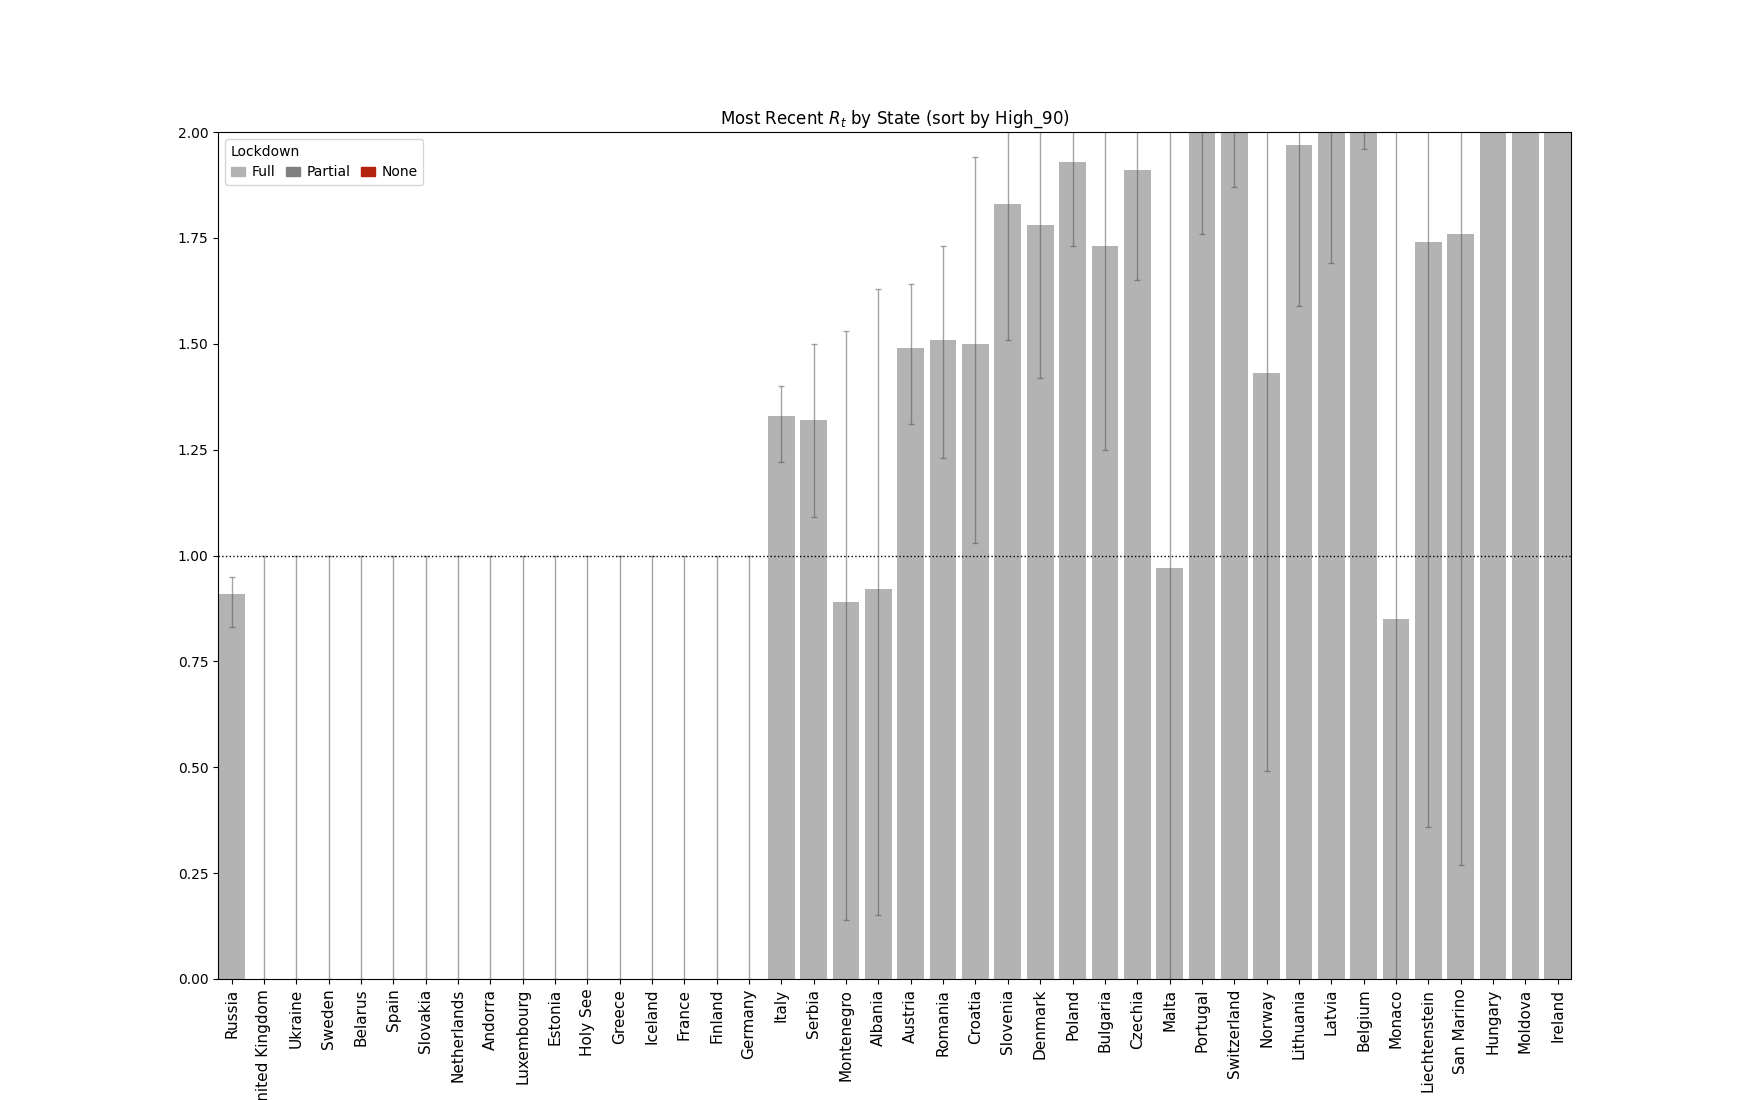 Most Recent R_t by State (sort by High_90)
Lockdown
Full Partial None
2.00
1.75
1.50
1.25
1.00
0.75
0.50
0.25
0.00
Russia
nited Kingdom
Ukraine
Sweden
Belarus
Spain
Slovakia
Netherlands
Andorra
Luxembourg
Estonia
Holy See
Greece
Iceland
France
Finland
Germany
Italy
Serbia
Montenegro
Albania
Austria
Romania
Croatia
Slovenia
Denmark
Poland
Bulgaria
Czechia
Malta
Portugal
Switzerland
Norway
Lithuania
Latvia
Belgium
Monaco
Liechtenstein
San Marino
Hungary
Moldova
Ireland